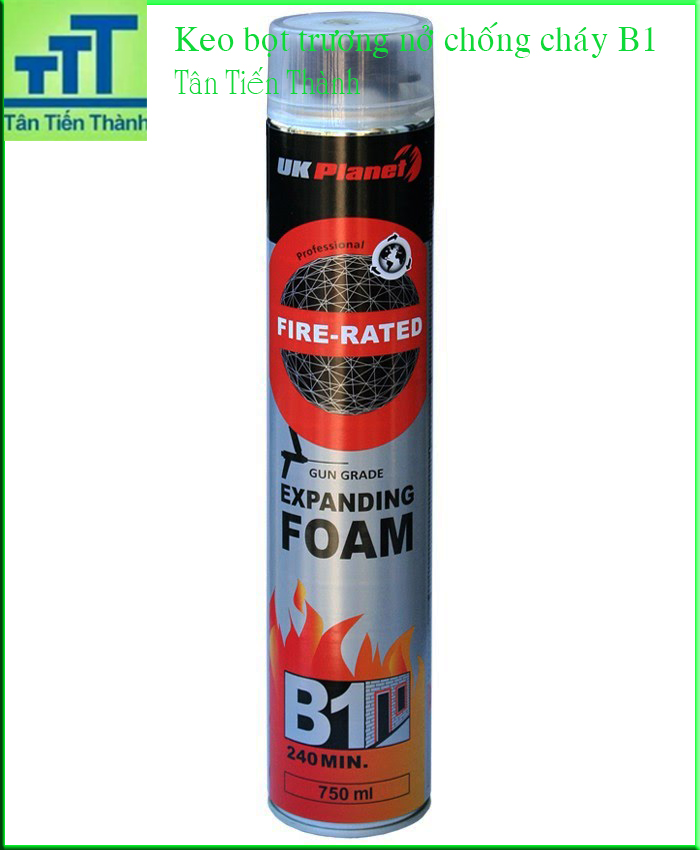 TTT
Tân Tiến Thành
Keo bọt trương nở chống cháy B1
Tân Tiến Thành
UK Planet
Professional
FIRE-RATED
GUN GRADE
EXPANDING
FOAM
B1
240 MIN.
750 ml